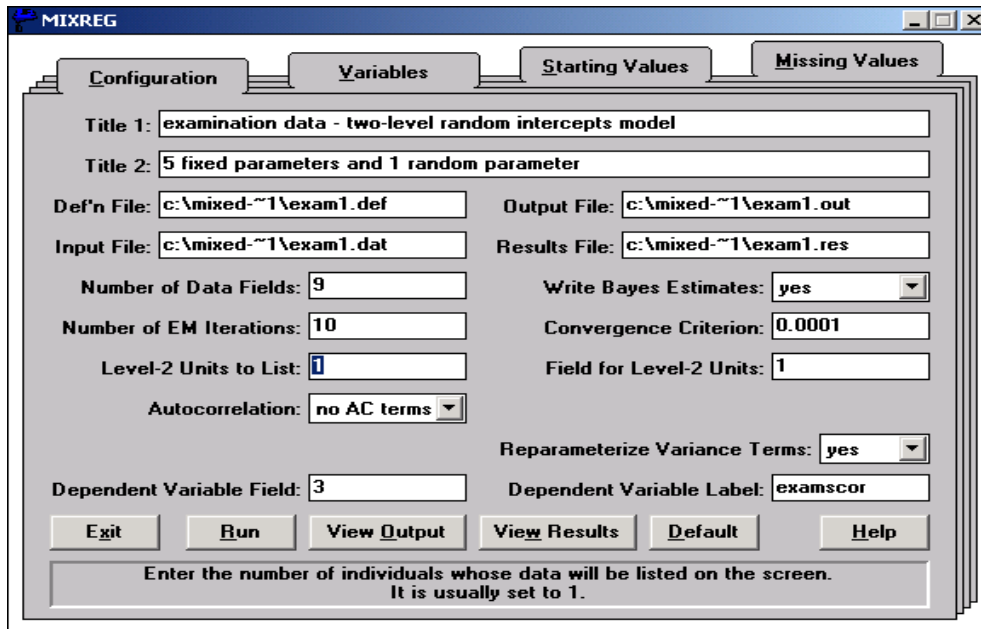 MIXREG
Configuration Variables Starting Values Missing Values
Title 1: examination data - two-level random intercepts model
Title 2: 5 fixed parameters and 1 random parameter
Def'n File: c:\mixed-~1\exam1.def Output File: c:\mixed-~1\exam1.out
Input File: c:\mixed-~1\exam1.dat Results File: c:\mixed-~1\exam1.res
Number of Data Fields: 9 Write Bayes Estimates: yes
Number of EM Iterations: 10 Convergence Criterion: 0.0001
Level-2 Units to List: 1 Field for Level-2 Units: 1
Autocorrelation: no AC terms
Reparameterize Variance Terms: yes
Dependent Variable Field: 3 Dependent Variable Label: examscor
Exit Run View Output View Results Default Help
Enter the number of individuals whose data will be listed on the screen.
It is usually set to 1.